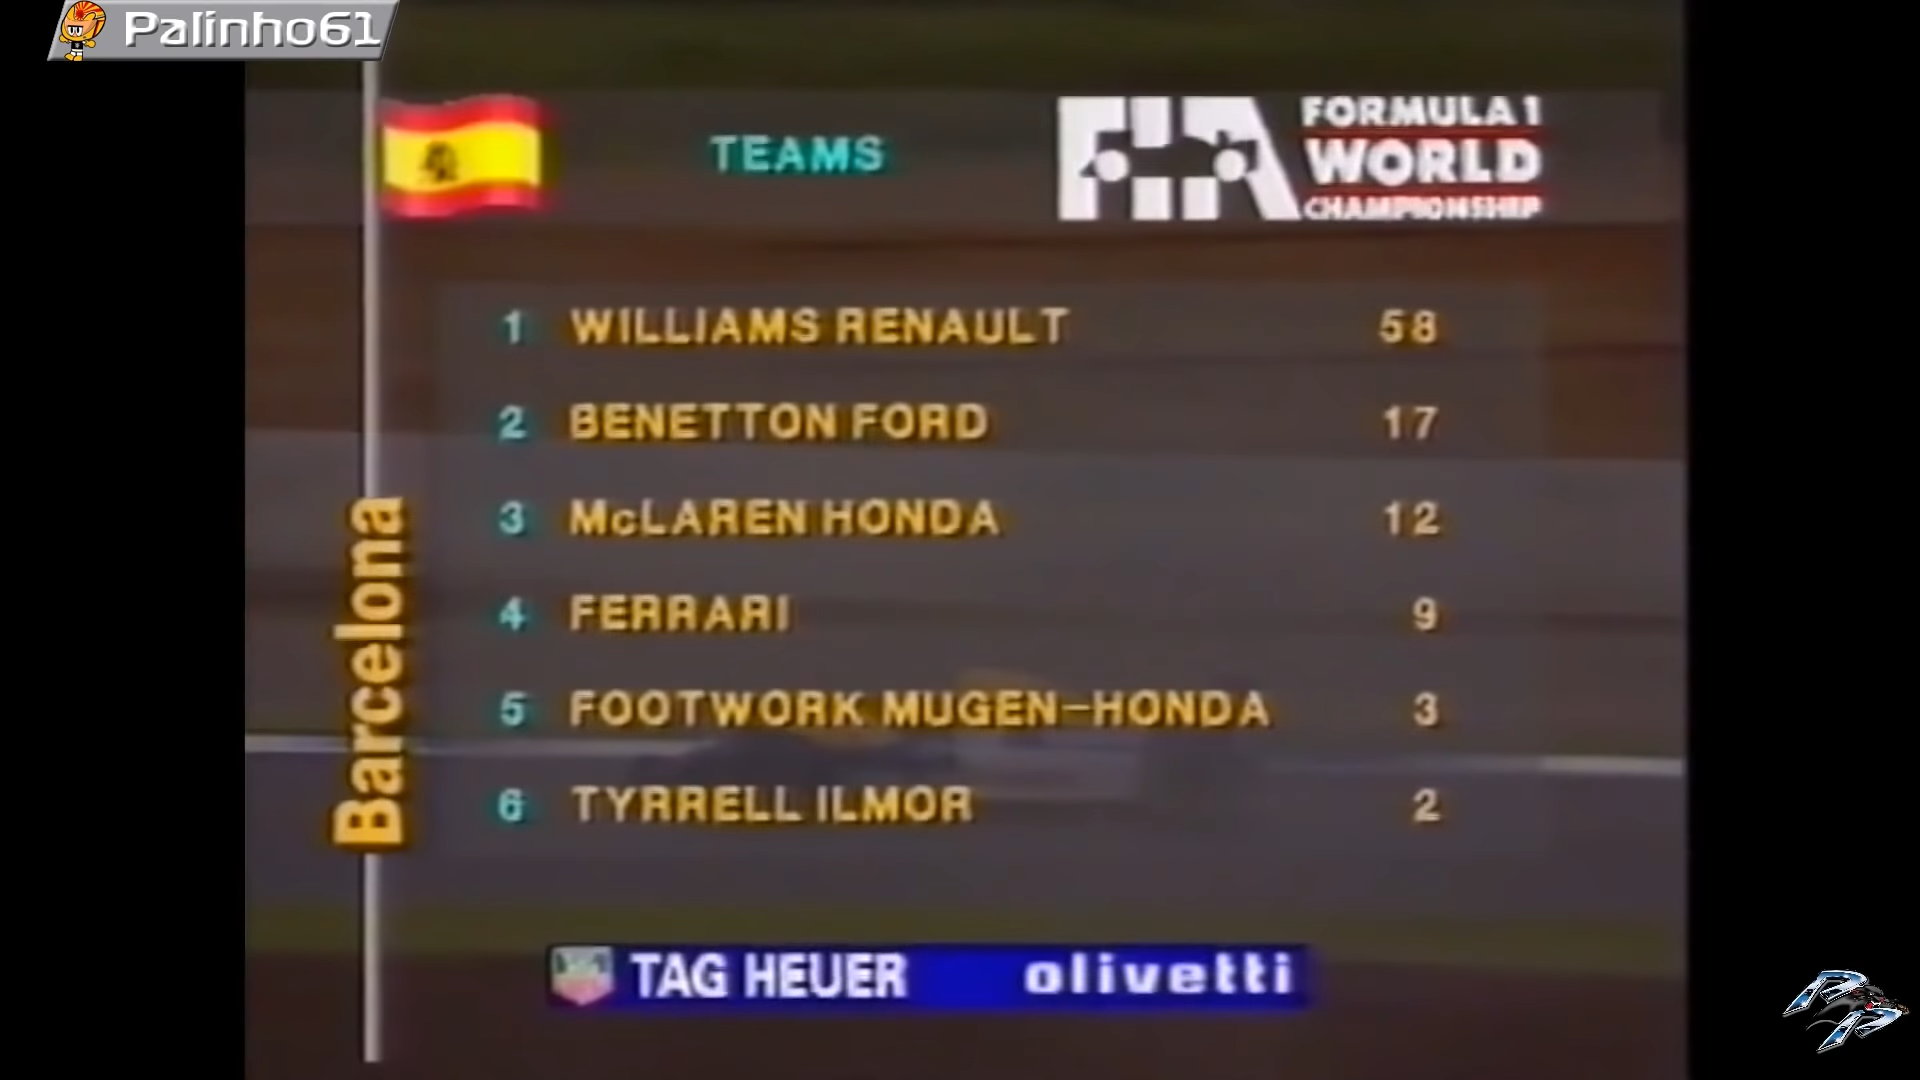 Palinho61
TEAMS
FIA
FORMULA 1
WORLD
CHAMPIONSHIP
1 WILLIAMS RENAULT 58
2 BENETTON FORD 17
3 McLAREN HONDA 12
4 FERRARI 9
5 FOOTWORK MUGEN-HONDA 3
6 TYRRELL ILMOR 2
Barcelona
TAG HEUER olivetti